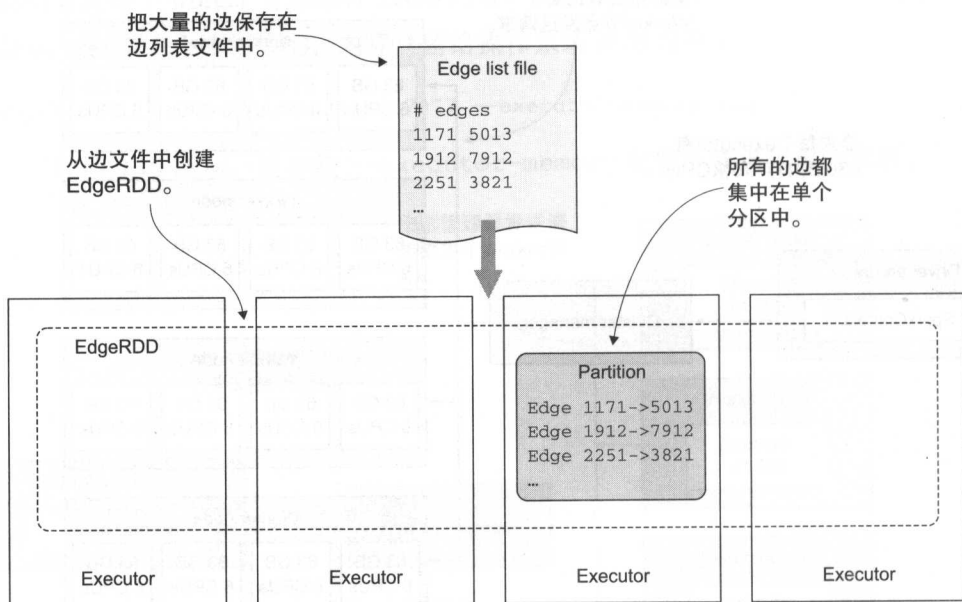 把大量的边保存在
边列表文件中。
Edge list file
# edges
1171 5013
1912 7912
2251 3821
…
从边文件中创建
EdgeRDD。
所有的边都
集中在单个
分区中。
EdgeRDD
Partition
Edge 1171->5013
Edge 1912->7912
Edge 2251->3821
…
Executor
Executor
Executor
Executor